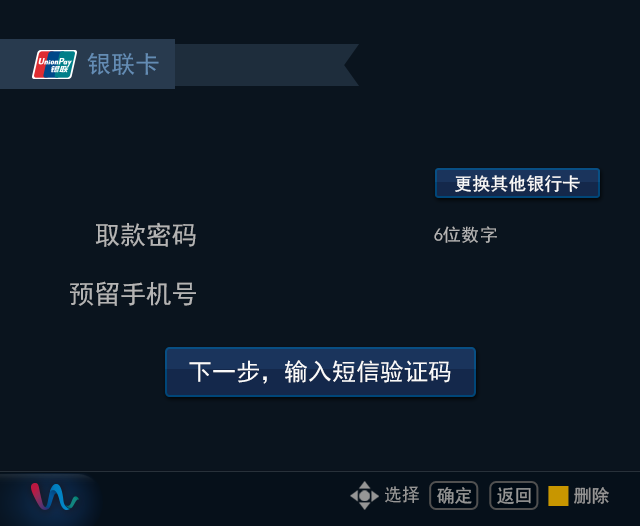 UnionPay
银联
银联卡
更换其他银行卡
取款密码
6位数字
预留手机号
下一步，输入短信验证码
选择 确定 返回 删除